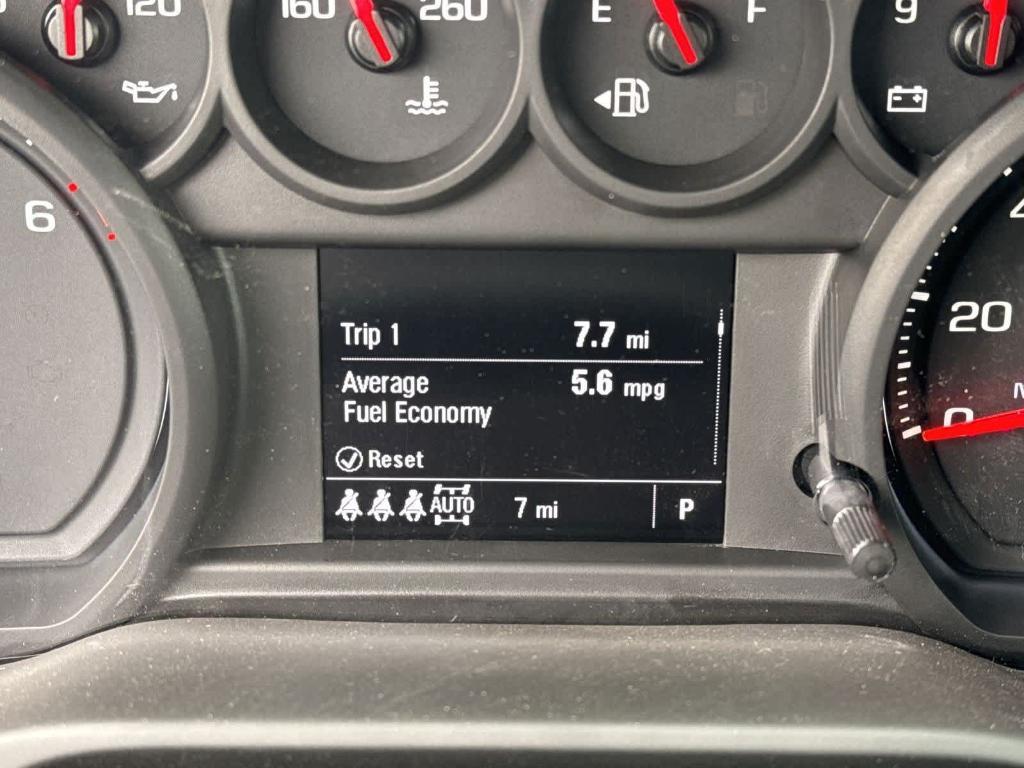 120
160 260
E F
9
6
Trip 1 7.7 mi
Average 5.6 mpg
Fuel Economy
Reset
AUTO 7 mi P
20
0